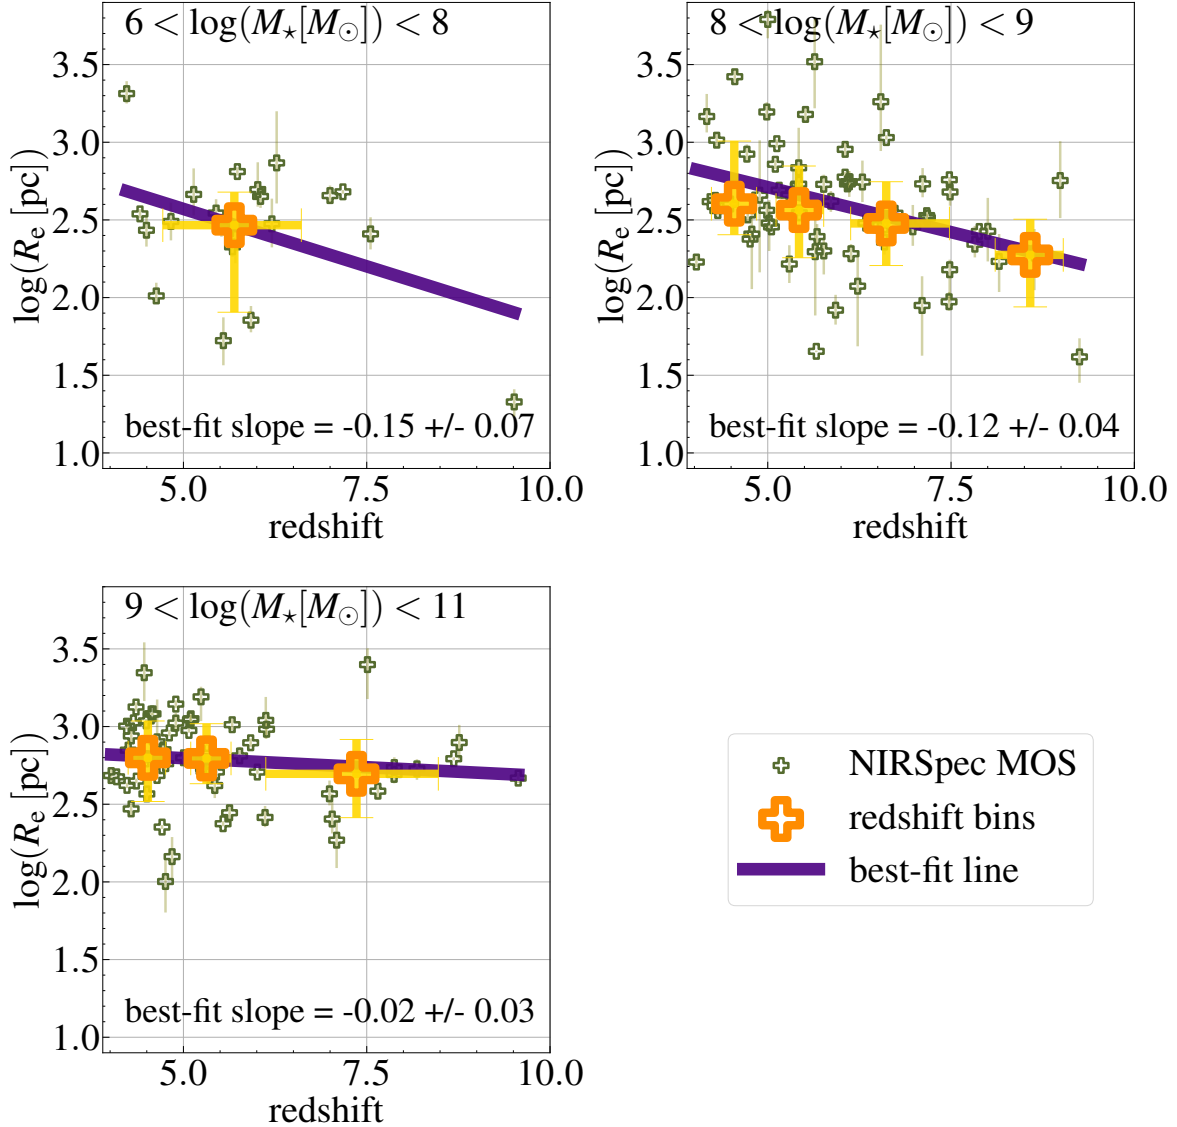 6 < log(M⋆[M⊙]) < 8
log(Re [pc])
3.5
3.0
2.5
2.0
1.5
1.0
best-fit slope = -0.15 +/- 0.07
5.0 7.5 10.0
redshift
8 < log(M⋆[M⊙]) < 9
log(Re [pc])
3.5
3.0
2.5
2.0
1.5
1.0
best-fit slope = -0.12 +/- 0.04
5.0 7.5 10.0
redshift
9 < log(M⋆[M⊙]) < 11
log(Re [pc])
3.5
3.0
2.5
2.0
1.5
1.0
best-fit slope = -0.02 +/- 0.03
5.0 7.5 10.0
redshift
NIRSpec MOS
redshift bins
best-fit line